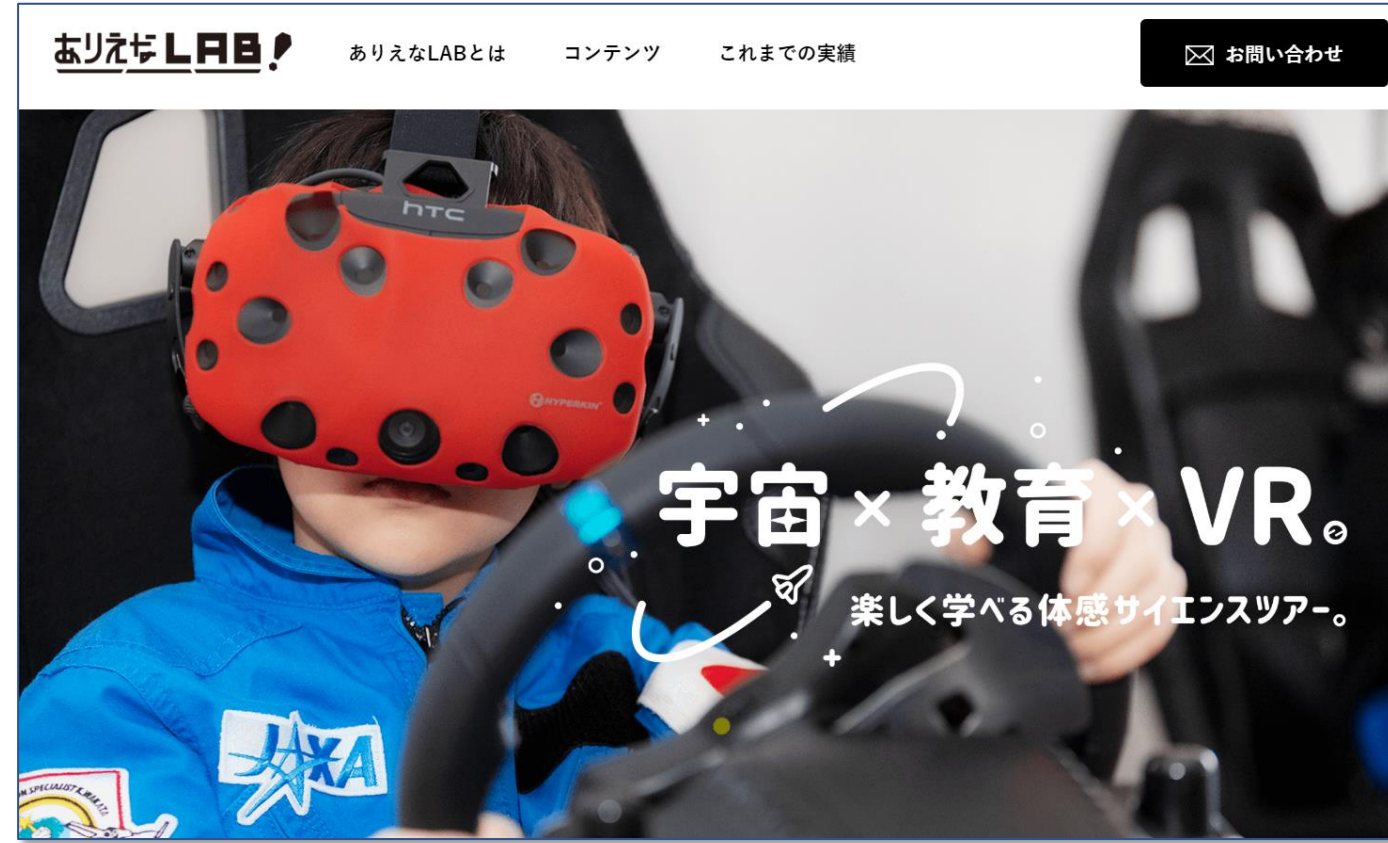 ありえなLAB!
ありえなLABとは
コンテンツ
これまでの実績
お問い合わせ
hTC
HYPERKIN
宇宙×教育×VR。
楽しく学べる体感サイエンスツアー。
JAXA
SPECIALIST K. WAKATA